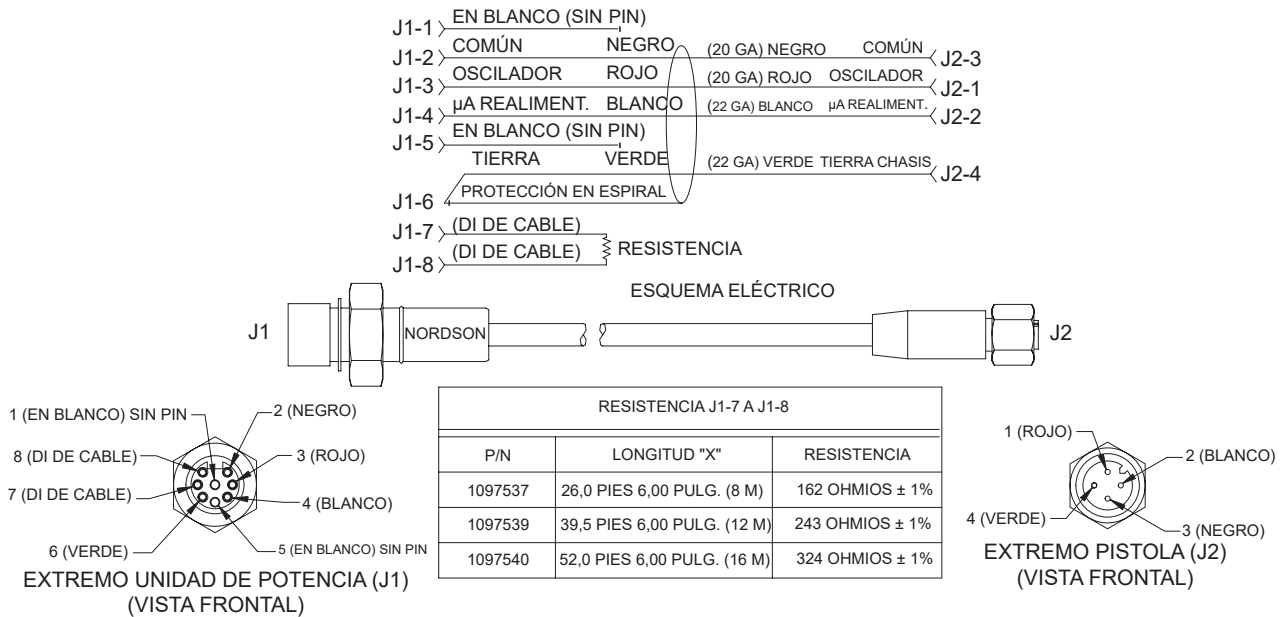 J1-1 EN BLANCO (SIN PIN)
J1-2 COMÚN NEGRO (20 GA) NEGRO COMÚN J2-3
J1-3 OSCILADOR ROJO (20 GA) ROJO OSCILADOR J2-1
J1-4 µA REALIMENT. BLANCO (22 GA) BLANCO µA REALIMENT. J2-2
J1-5 EN BLANCO (SIN PIN)
TIERRA VERDE (22 GA) VERDE TIERRA CHASIS J2-4
J1-6 PROTECCIÓN EN ESPIRAL
J1-7 (DI DE CABLE)
RESISTENCIA
J1-8 (DI DE CABLE)
ESQUEMA ELÉCTRICO
J1 NORDSON J2
1 (EN BLANCO) SIN PIN
2 (NEGRO)
8 (DI DE CABLE)
3 (ROJO)
7 (DI DE CABLE)
4 (BLANCO)
6 (VERDE)
5 (EN BLANCO) SIN PIN
EXTREMO UNIDAD DE POTENCIA (J1)
(VISTA FRONTAL)
RESISTENCIA J1-7 A J1-8
P/N LONGITUD "X" RESISTENCIA
1097537 26,0 PIES 6,00 PULG. (8 M) 162 OHMIOS ± 1%
1097539 39,5 PIES 6,00 PULG. (12 M) 243 OHMIOS ± 1%
1097540 52,0 PIES 6,00 PULG. (16 M) 324 OHMIOS ± 1%
1 (ROJO)
2 (BLANCO)
4 (VERDE)
3 (NEGRO)
EXTREMO PISTOLA (J2)
(VISTA FRONTAL)